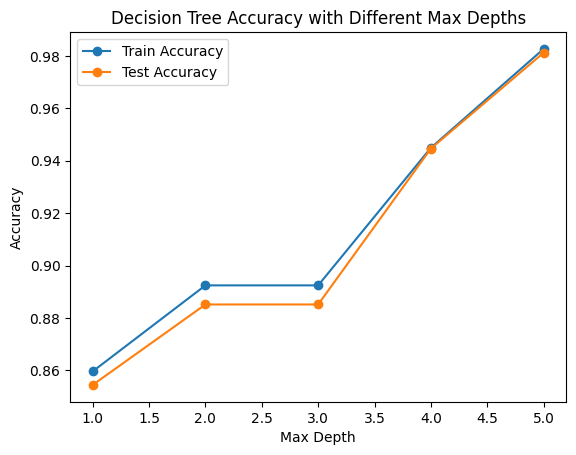 Decision Tree Accuracy with Different Max Depths
Train Accuracy
Test Accuracy
0.98
0.96
0.94
0.92
0.90
0.88
0.86
Accuracy
1.0 1.5 2.0 2.5 3.0 3.5 4.0 4.5 5.0
Max Depth